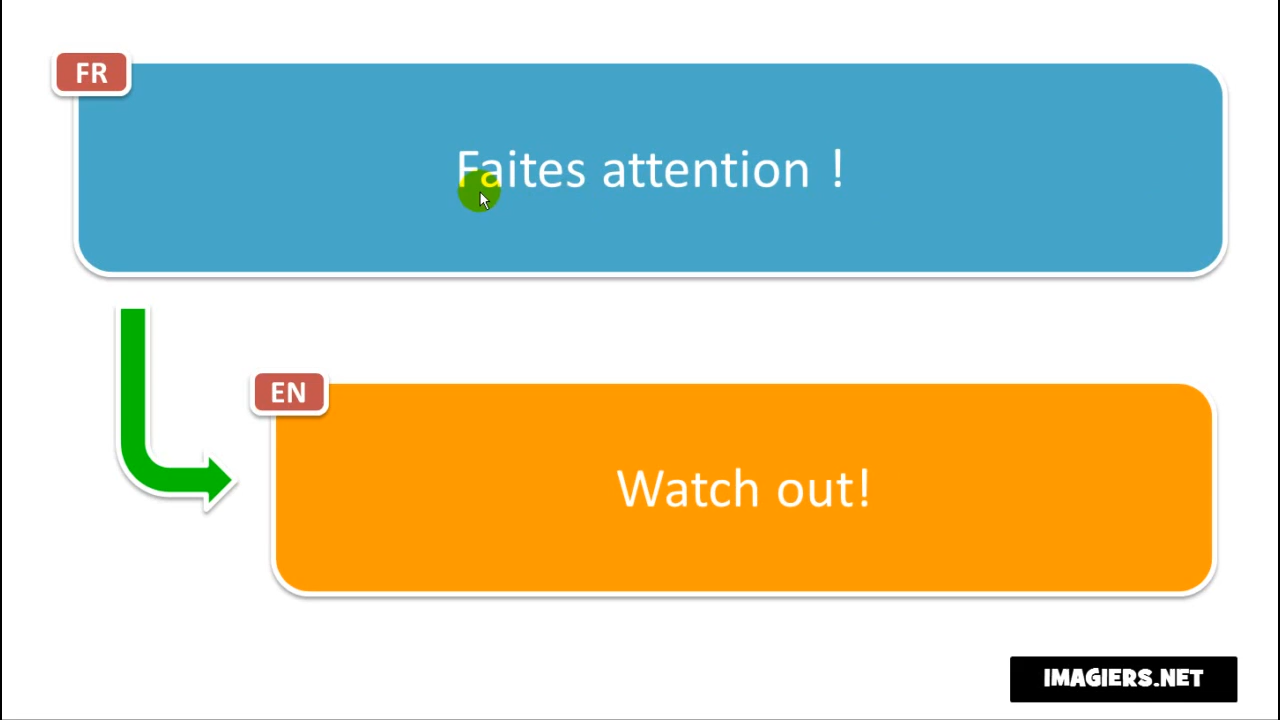 FR
Faites attention !
EN
Watch out!
IMAGIERS.NET